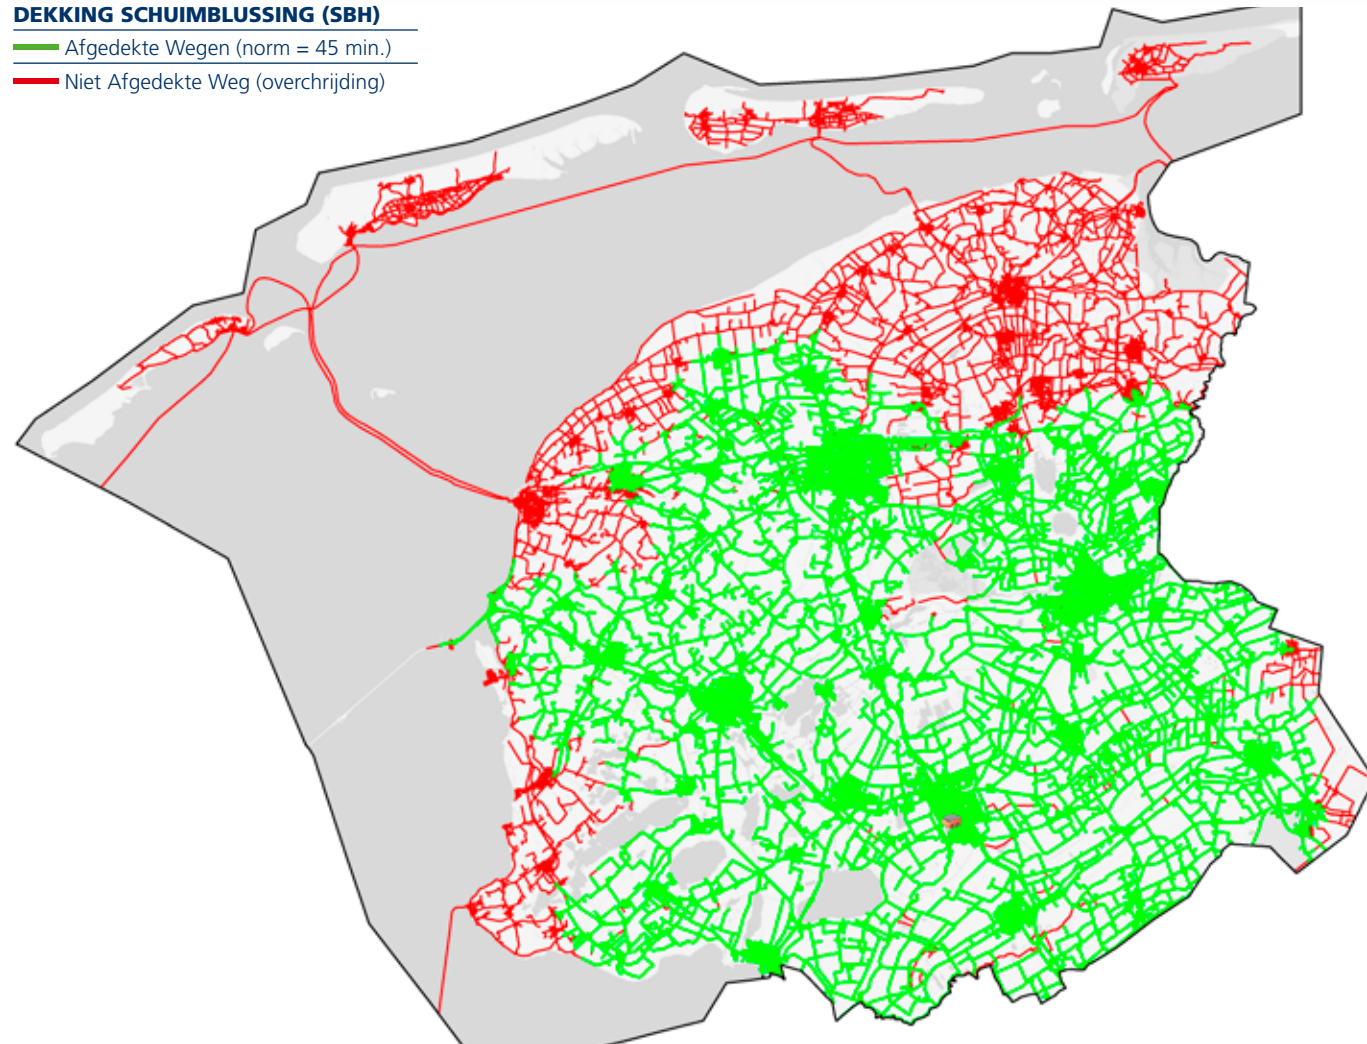 DEKKING SCHUIMBLUSSING (SBH)
Afgedekte Wegen (norm = 45 min.)
Niet Afgedekte Weg (overchrijding)